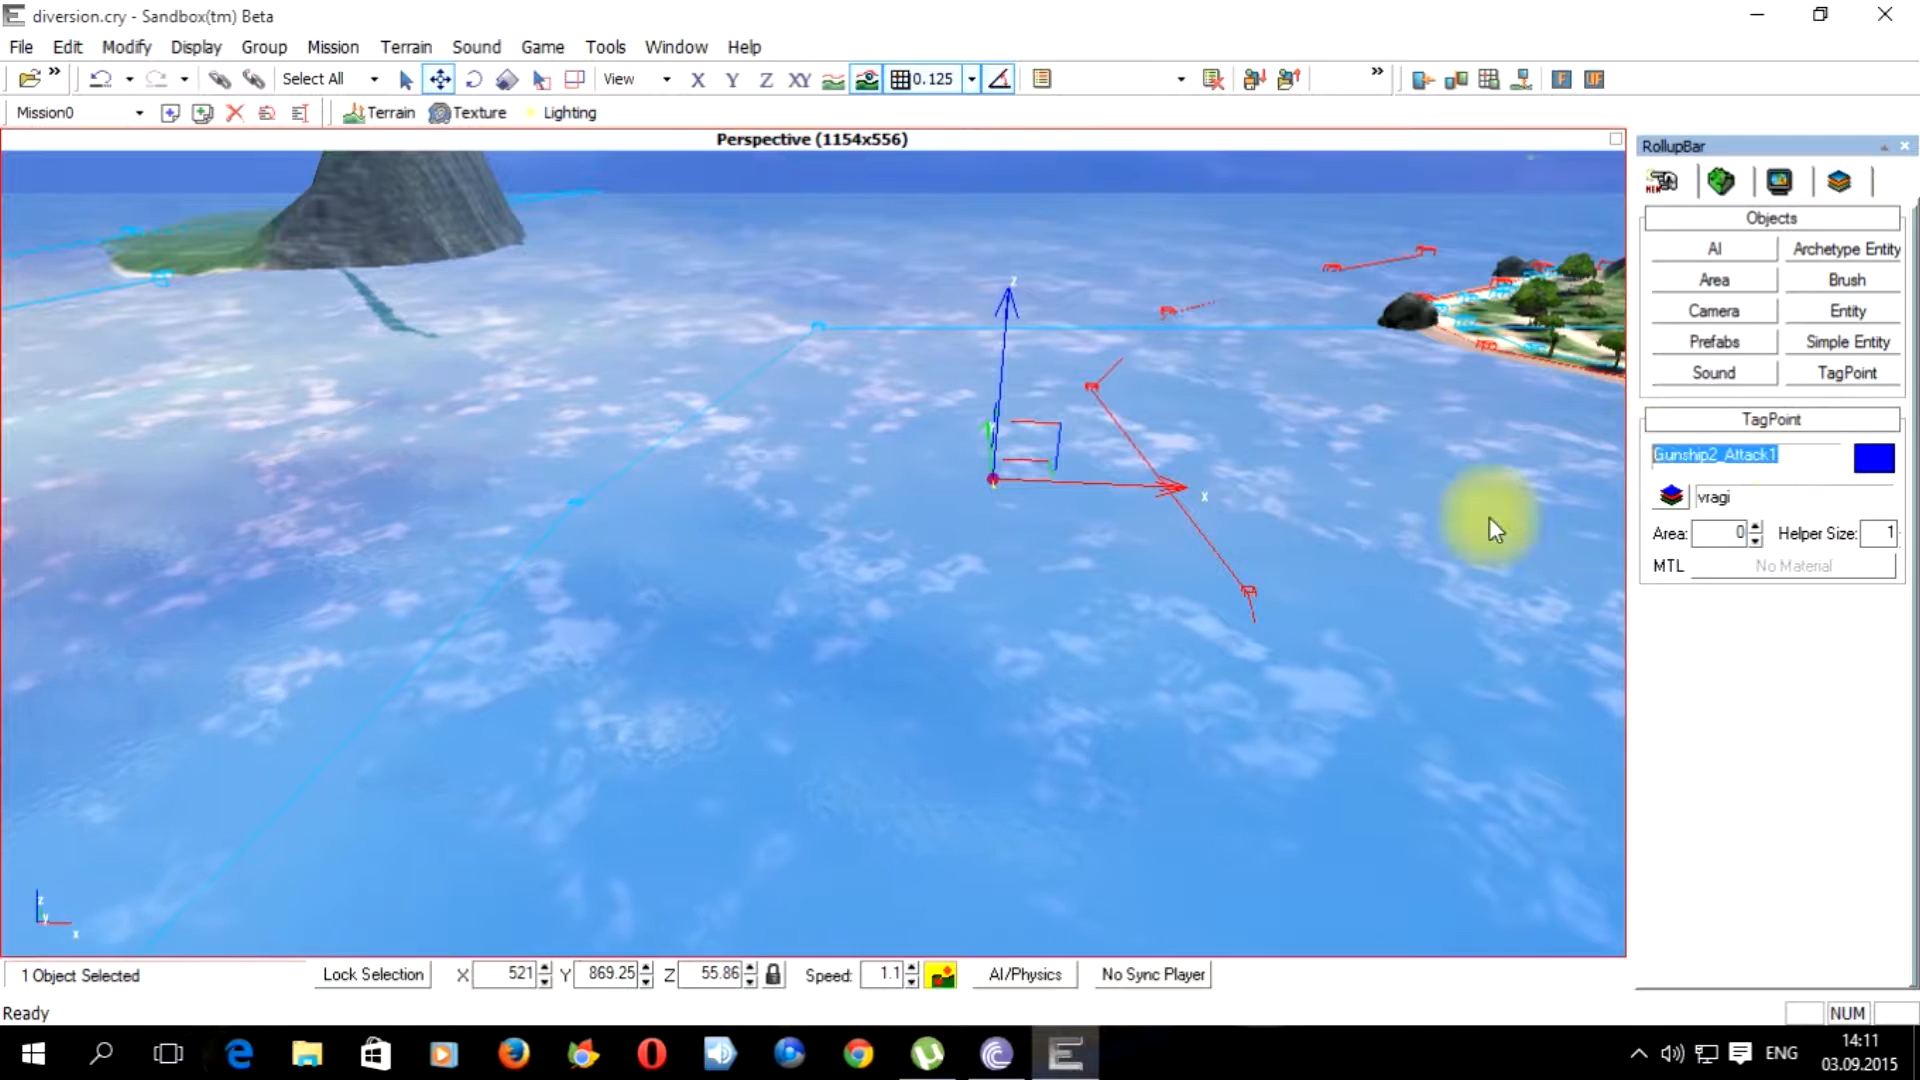 diversion.cry - Sandbox(tm) Beta
File Edit Modify Display Group Mission Terrain Sound Game Tools Window Help
» Select All View X Y Z XY 0.125 »
Mission0 Terrain Texture Lighting
Perspective (1154x556)
RollupBar
Objects
AI Archetype Entity
Area Brush
Camera Entity
Prefabs Simple Entity
Sound TagPoint
TagPoint
Gunship2_Attack1
vragi
Area: 0 Helper Size: 1
MTL No Material
z
x
z
y
x
1 Object Selected Lock Selection X 521 Y 869.25 Z 55.86 Speed: 1.1 AI/Physics No Sync Player
Ready NUM
ENG 14:11
03.09.2015